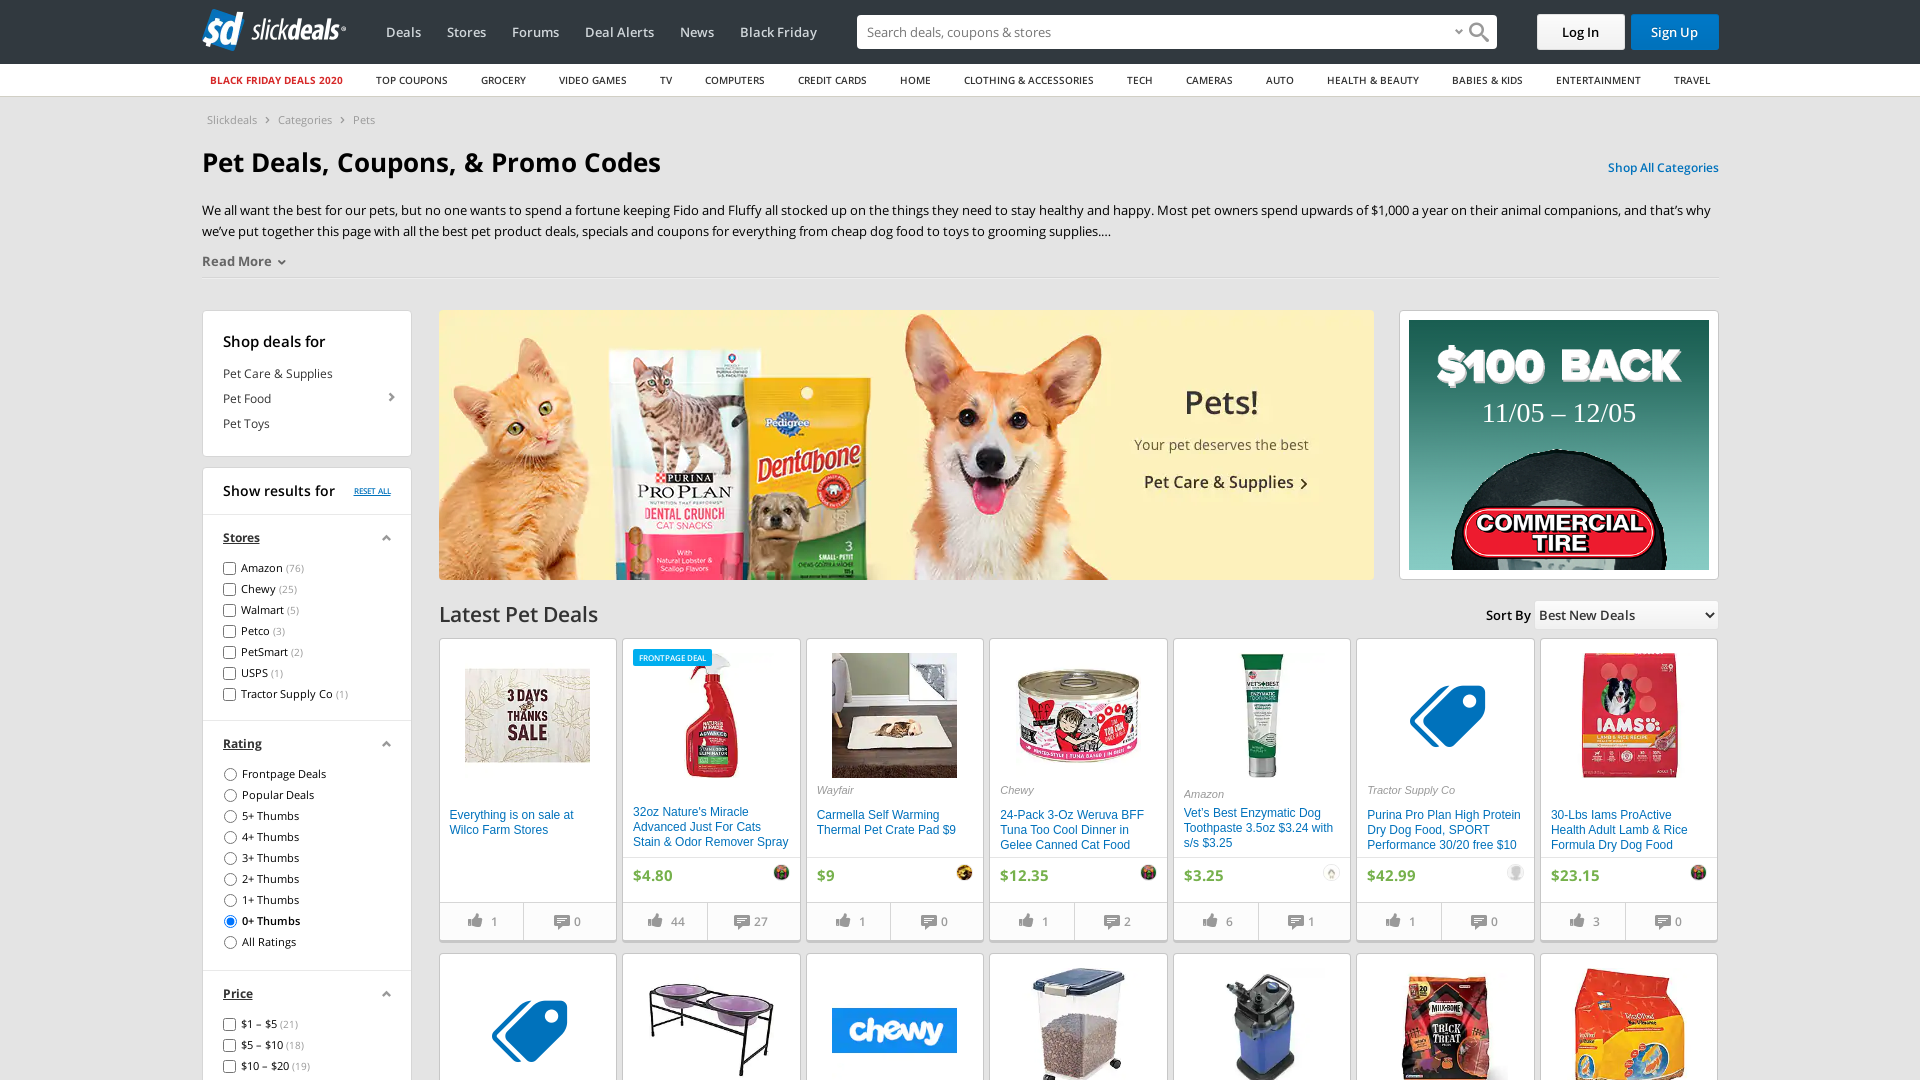 slickdeals
Deals
Stores
Forums
Deal Alerts
News
Black Friday
Search deals, coupons & stores
Log In
Sign Up
BLACK FRIDAY DEALS 2020
TOP COUPONS
GROCERY
VIDEO GAMES
TV
COMPUTERS
CREDIT CARDS
HOME
CLOTHING & ACCESSORIES
TECH
CAMERAS
AUTO
HEALTH & BEAUTY
BABIES & KIDS
ENTERTAINMENT
TRAVEL
Slickdeals
Categories
Pets
Pet Deals, Coupons, & Promo Codes
Shop All Categories
We all want the best for our pets, but no one wants to spend a fortune keeping Fido and Fluffy all stocked up on the things they need to stay healthy and happy. Most pet owners spend upwards of $1,000 a year on their animal companions, and that’s why
we’ve put together this page with all the best pet product deals, specials and coupons for everything from cheap dog food to toys to grooming supplies.…
Read More
Shop deals for
Pet Care & Supplies
Pet Food
Pet Toys
Show results for
RESET ALL
Stores
Amazon (76)
Chewy (25)
Walmart (5)
Petco (3)
PetSmart (2)
USPS (1)
Tractor Supply Co (1)
Rating
Frontpage Deals
Popular Deals
5+ Thumbs
4+ Thumbs
3+ Thumbs
2+ Thumbs
1+ Thumbs
0+ Thumbs
All Ratings
Price
$1 – $5 (21)
$5 – $10 (18)
$10 – $20 (19)
PURINA
PRO PLAN
DENTAL CRUNCH
CAT SNACKS
With
Natural Lobster &
Scallop Flavors
Pedigree
Dentabone
3
SMALL-PETIT
Pets!
Your pet deserves the best
Pet Care & Supplies
$100 BACK
11/05 – 12/05
COMMERCIAL
TIRE
Latest Pet Deals
Sort By
Best New Deals
3 DAYS
THANKS
SALE
Everything is on sale at
Wilco Farm Stores
1
0
FRONTPAGE DEAL
32oz Nature's Miracle
Advanced Just For Cats
Stain & Odor Remover Spray
$4.80
44
27
Wayfair
Carmella Self Warming
Thermal Pet Crate Pad $9
$9
1
0
Chewy
24-Pack 3-Oz Weruva BFF
Tuna Too Cool Dinner in
Gelee Canned Cat Food
$12.35
1
2
VET'S BEST
Amazon
Vet's Best Enzymatic Dog
Toothpaste 3.5oz $3.24 with
s/s $3.25
$3.25
6
1
Tractor Supply Co
Purina Pro Plan High Protein
Dry Dog Food, SPORT
Performance 30/20 free $10
$42.99
1
0
IAMS
30-Lbs Iams ProActive
Health Adult Lamb & Rice
Formula Dry Dog Food
$23.15
3
0
chewy
MILK-BONE
TRICK
TREAT